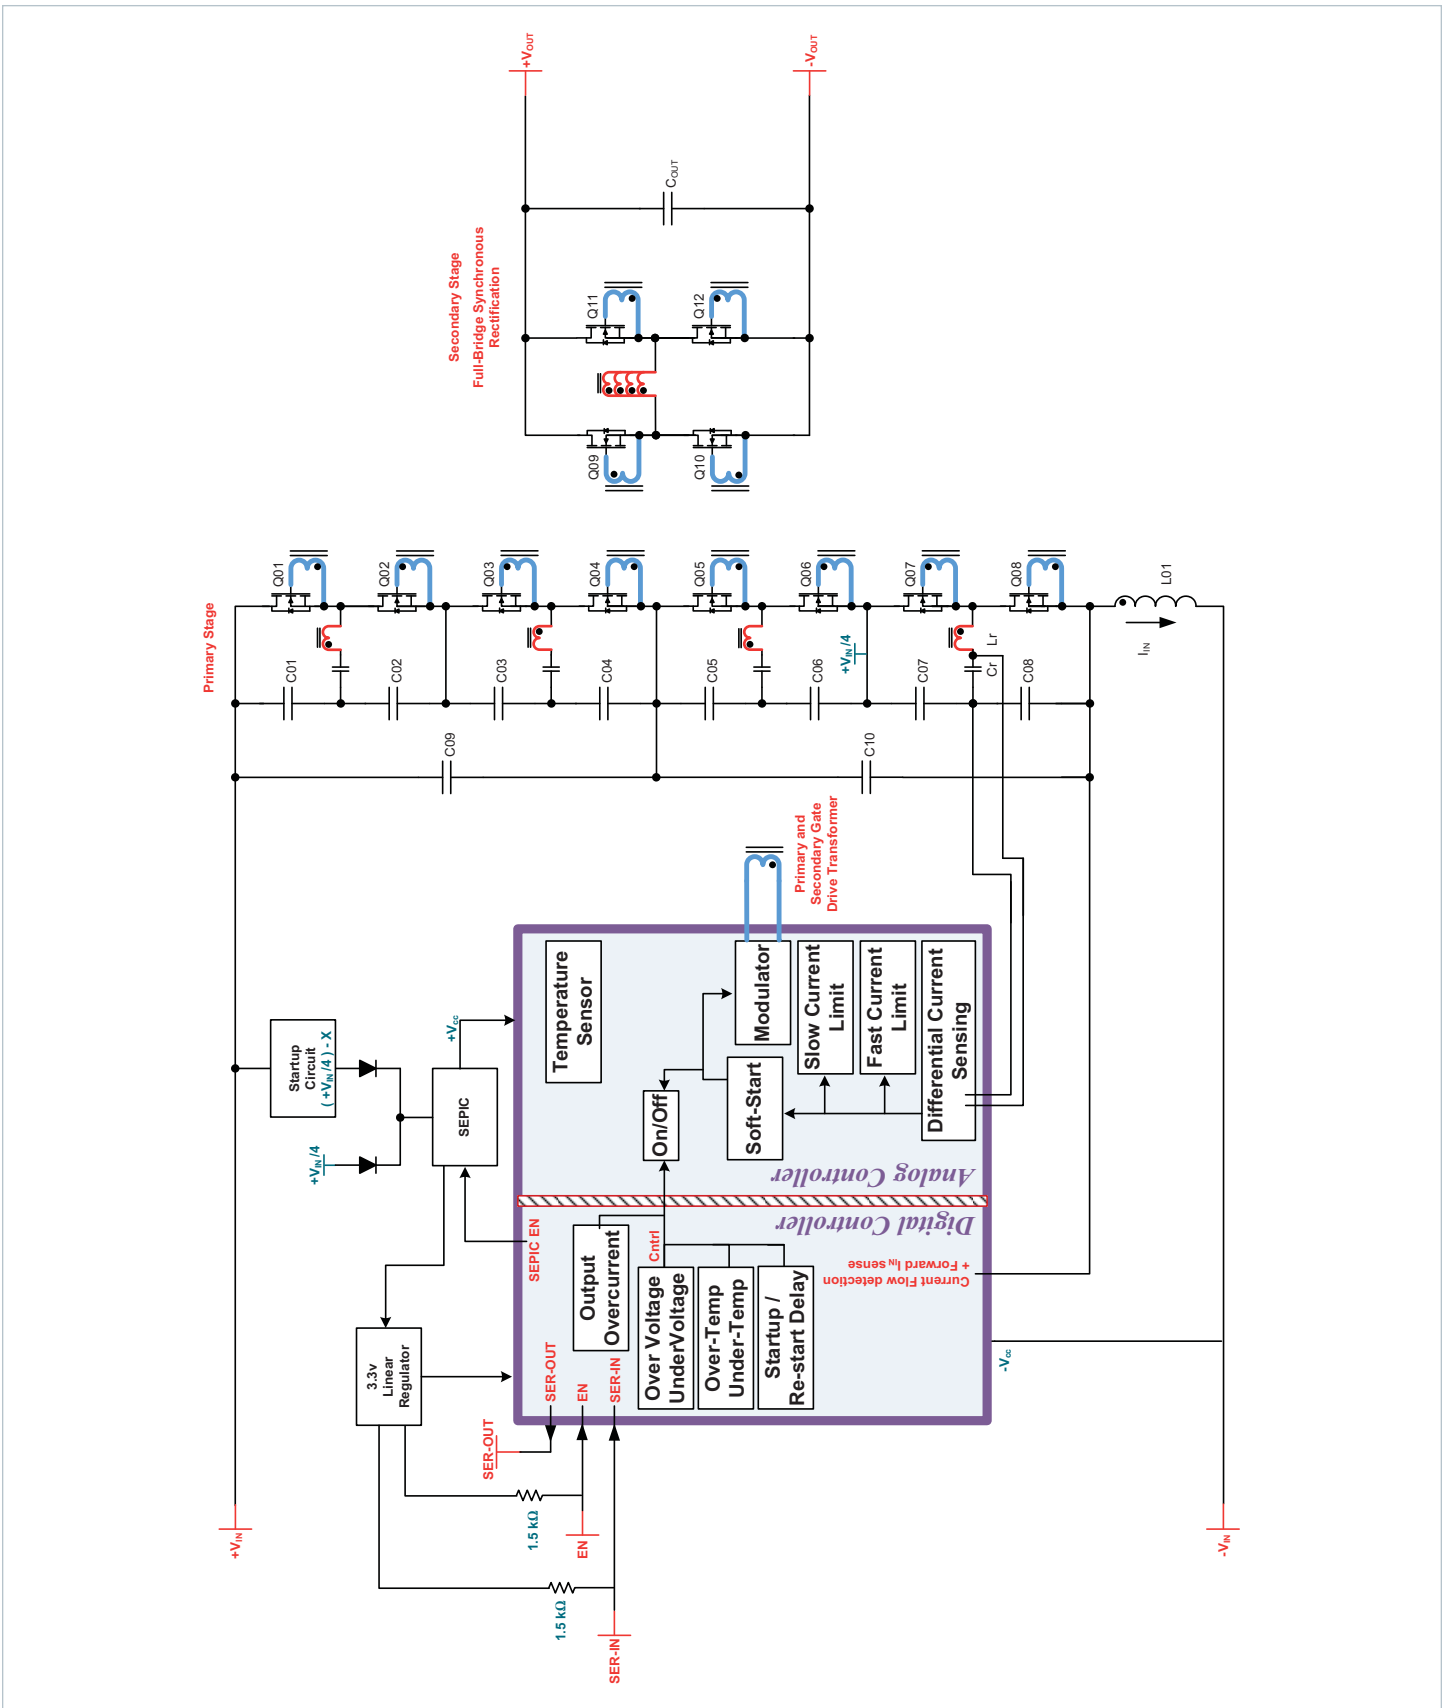 +VOUT
-VOUT
COUT
Secondary Stage
Full-Bridge Synchronous
Rectification
Q11
Q12
Q09
Q10
Primary Stage
Q01
Q02
Q03
Q04
Q05
Q06
Q07
Q08
L01
IIN
+VIN /4
Lr
Cr
C01
C02
C03
C04
C05
C06
C07
C08
C09
C10
Primary and
Secondary Gate
Drive Transformer
Startup
Circuit
( +VIN /4 ) - X
+VIN /4
SEPIC
+Vcc
Temperature
Sensor
Modulator
Slow Current
Limit
Fast Current
Limit
Differential Current
Sensing
On/Off
Soft-Start
Analog Controller
Digital Controller
SEPIC EN
Output
Overcurrent
Cntrl
Over Voltage
UnderVoltage
Over-Temp
Under-Temp
Startup /
Re-start Delay
Current Flow detection
+ Forward IIN sense
-Vcc
3.3v
Linear
Regulator
SER-OUT
EN
SER-IN
SER-OUT
1.5 kΩ
EN
1.5 kΩ
SER-IN
+VIN
-VIN